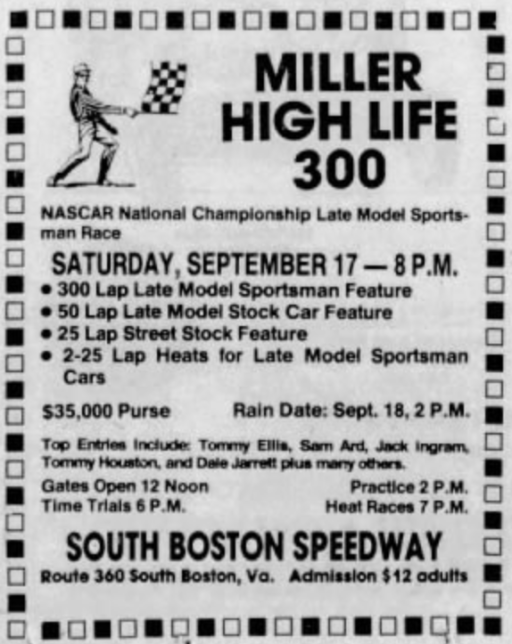 MILLER
HIGH LIFE
300
NASCAR National Championship Late Model Sports-
man Race
SATURDAY, SEPTEMBER 17 — 8 P.M.
● 300 Lap Late Model Sportsman Feature
● 50 Lap Late Model Stock Car Feature
● 25 Lap Street Stock Feature
● 2-25 Lap Heats for Late Model Sportsman
Cars
$35,000 Purse Rain Date: Sept. 18, 2 P.M.
Top Entries Include: Tommy Ellis, Sam Ard, Jack Ingram,
Tommy Houston, and Dale Jarrett plus many others.
Gates Open 12 Noon Practice 2 P.M.
Time Trials 6 P.M. Heat Races 7 P.M.
SOUTH BOSTON SPEEDWAY
Route 360 South Boston, Va. Admission $12 adults